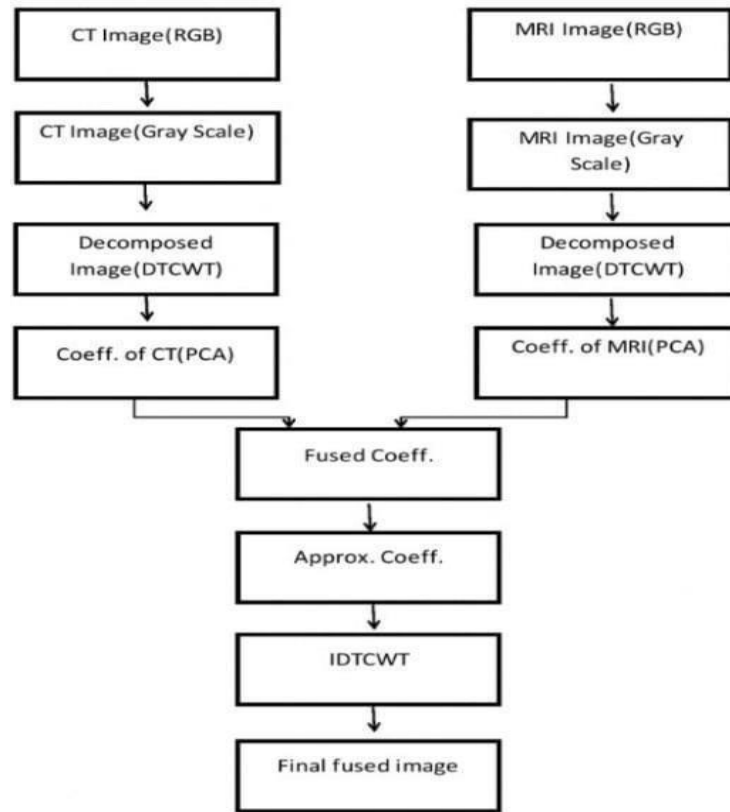 CT Image(RGB)
MRI Image(RGB)
CT Image(Gray Scale)
MRI Image(Gray
Scale)
Decomposed
Image(DTCWT)
Decomposed
Image(DTCWT)
Coeff. of CT(PCA)
Coeff. of MRI(PCA)
Fused Coeff.
Approx. Coeff.
IDTCWT
Final fused image